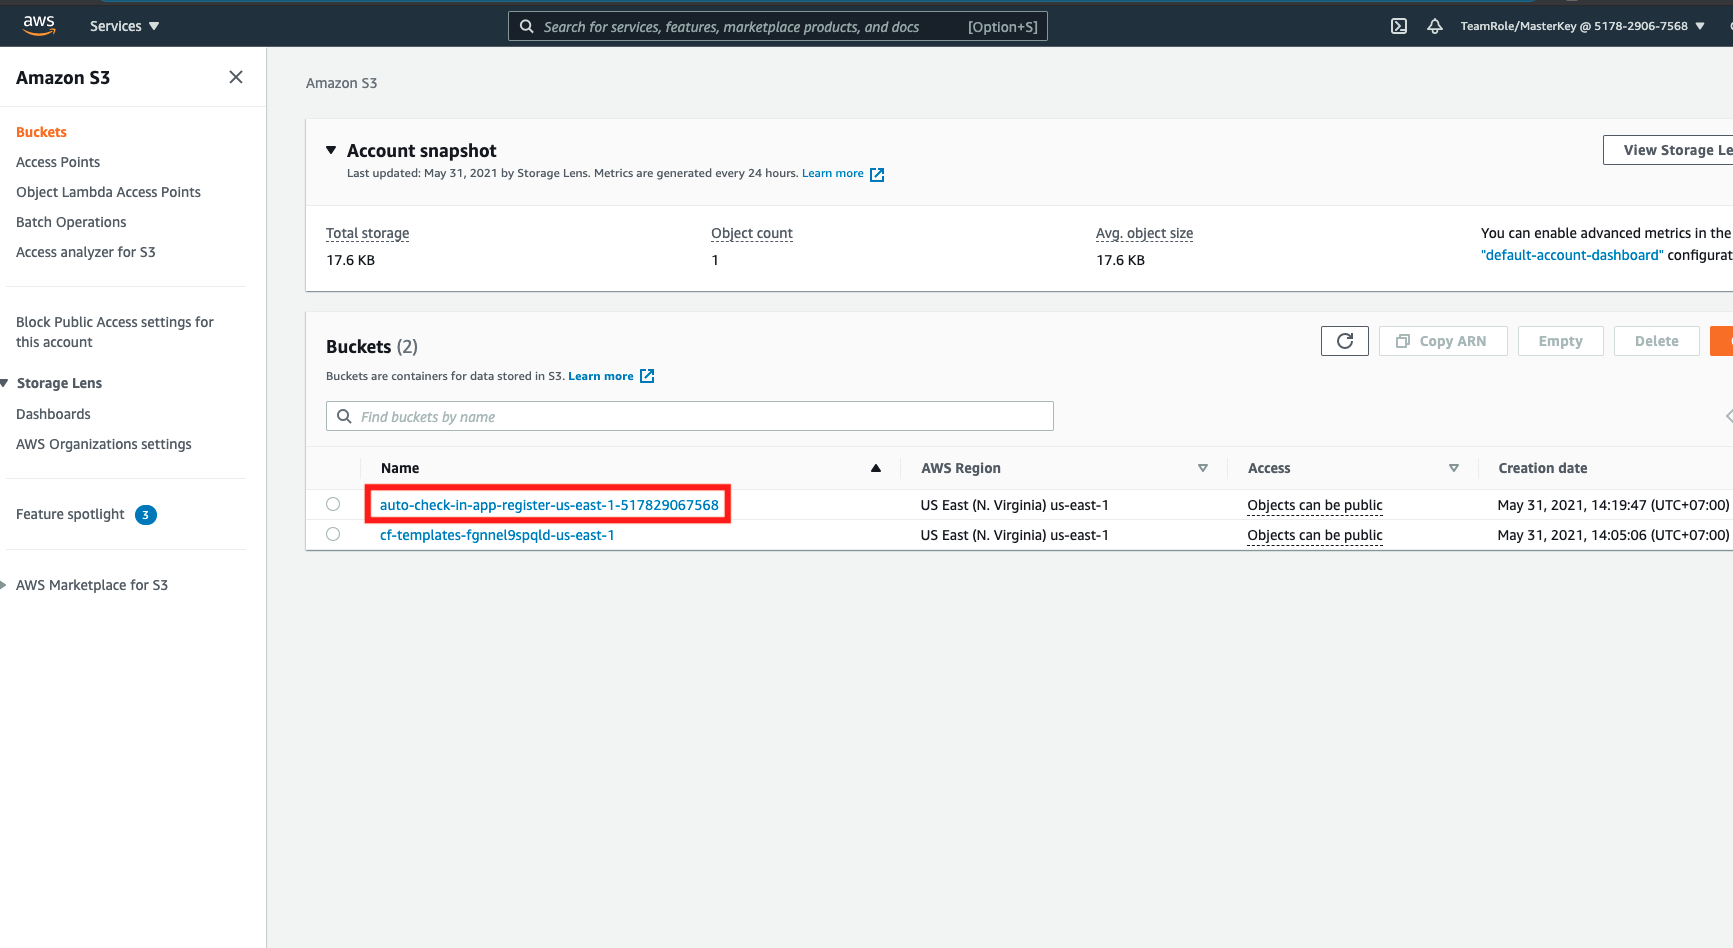 aws Services Search for services, features, marketplace products, and docs [Option+S] TeamRole/MasterKey @ 5178-2906-7568
Amazon S3
Buckets
Access Points
Object Lambda Access Points
Batch Operations
Access analyzer for S3
Block Public Access settings for
this account
Storage Lens
Dashboards
AWS Organizations settings
Feature spotlight 3
AWS Marketplace for S3
Amazon S3
Account snapshot
View Storage Le
Last updated: May 31, 2021 by Storage Lens. Metrics are generated every 24 hours. Learn more
Total storage Object count Avg. object size
You can enable advanced metrics in the
17.6 KB 1 17.6 KB
"default-account-dashboard" configurat
Buckets (2)
Copy ARN Empty Delete
Buckets are containers for data stored in S3. Learn more
Find buckets by name
Name AWS Region Access Creation date
auto-check-in-app-register-us-east-1-517829067568 US East (N. Virginia) us-east-1 Objects can be public May 31, 2021, 14:19:47 (UTC+07:00)
cf-templates-fgnnel9spqld-us-east-1 US East (N. Virginia) us-east-1 Objects can be public May 31, 2021, 14:05:06 (UTC+07:00)